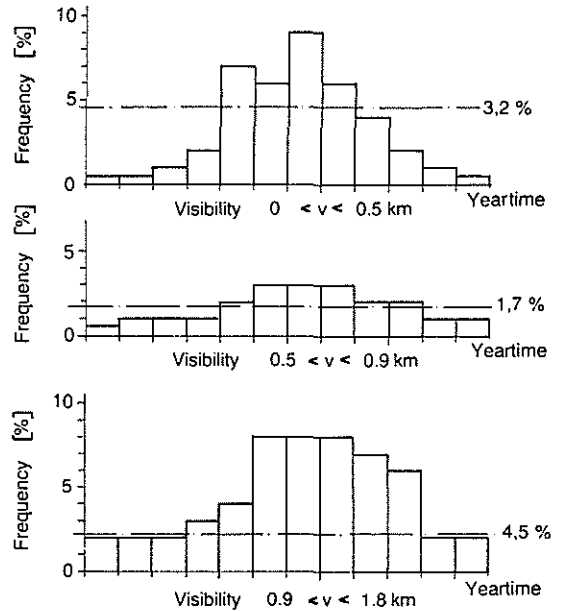 10
5
0
Frequency [%]
3,2 %
Yeartime
Visibility 0 < v < 0.5 km
5
0
Frequency [%]
1,7 %
Yeartime
Visibility 0.5 < v < 0.9 km
10
5
0
Frequency [%]
4,5 %
Yeartime
Visibility 0.9 < v < 1.8 km